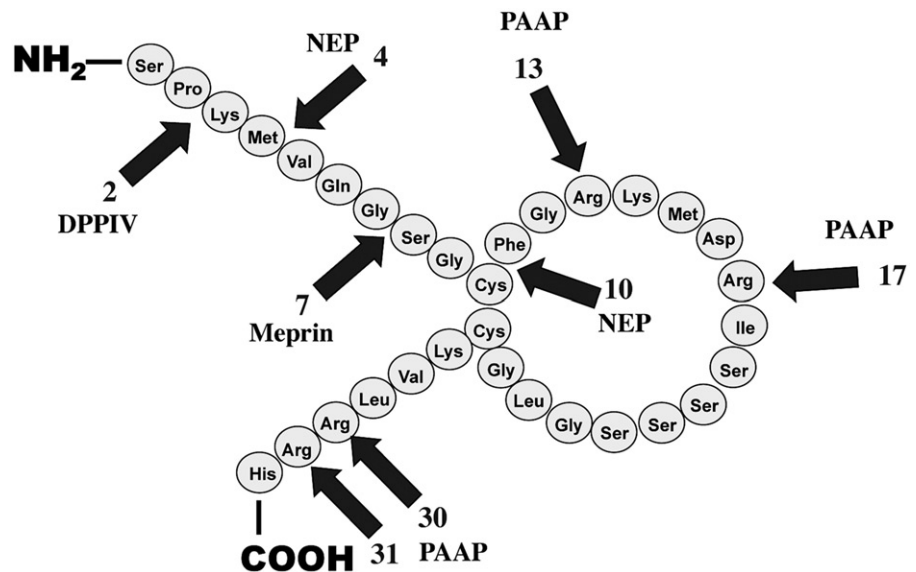 NH2
Ser
Pro
Lys
Met
Val
Gln
Gly
Ser
Gly
Cys
Phe
Gly
Arg
Lys
Met
Asp
Arg
Ile
Ser
Ser
Ser
Ser
Gly
Leu
Gly
Cys
Lys
Val
Leu
Arg
Arg
His
COOH
2
DPPIV
NEP 4
7
Meprin
10
NEP
PAAP
13
PAAP
17
30
31 PAAP